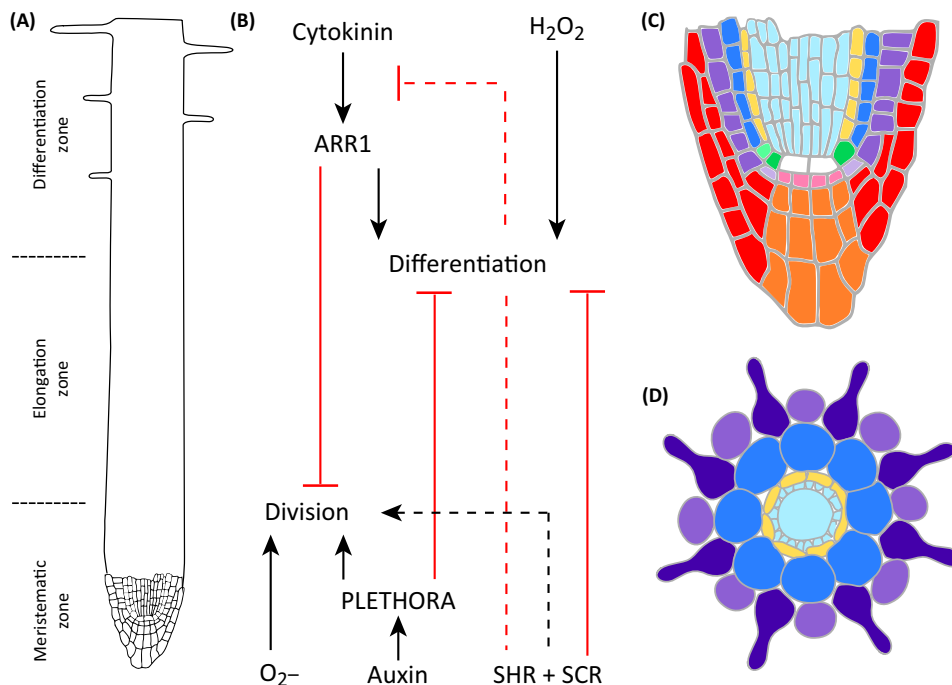 (A)
Differentiation
zone
Elongation
zone
Meristematic
zone
(B)
Cytokinin
H₂O₂
ARR1
Differentiation
Division
PLETHORA
O₂–
Auxin
SHR + SCR
(C)
(D)